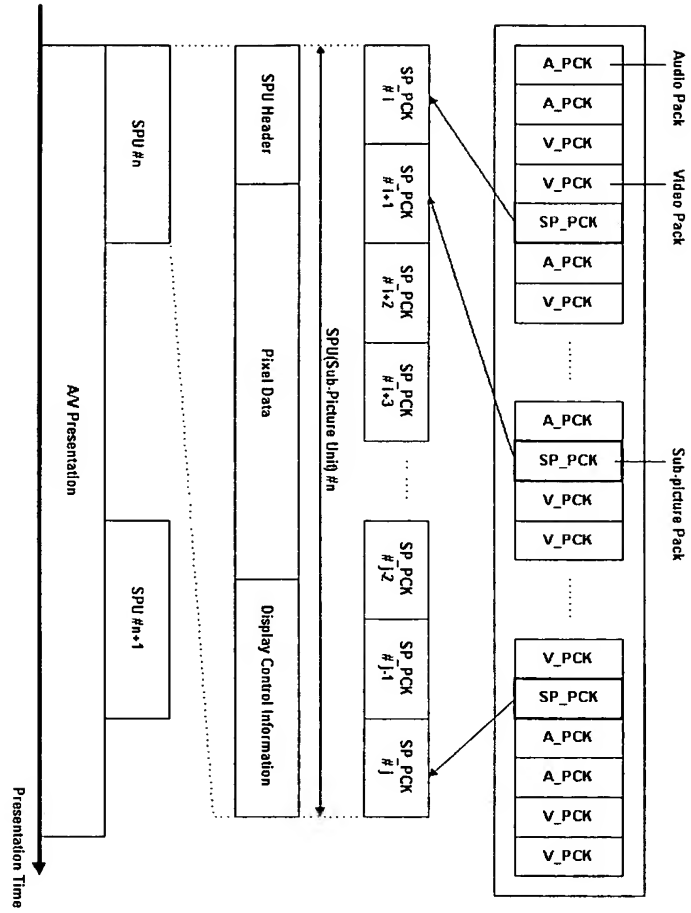 Audio Pack
Video Pack
Sub-picture Pack
A_PCK
A_PCK
V_PCK
V_PCK
SP_PCK
A_PCK
V_PCK
A_PCK
SP_PCK
V_PCK
V_PCK
V_PCK
SP_PCK
A_PCK
A_PCK
V_PCK
V_PCK
SP_PCK
# i
SP_PCK
# i+1
SP_PCK
# i+2
SP_PCK
# i+3
SP_PCK
# j-2
SP_PCK
# j-1
SP_PCK
# j
SPU(Sub-Picture Unit) #n
SPU Header
Pixel Data
Display Control Information
SPU #n
SPU #n+1
A/V Presentation
Presentation Time